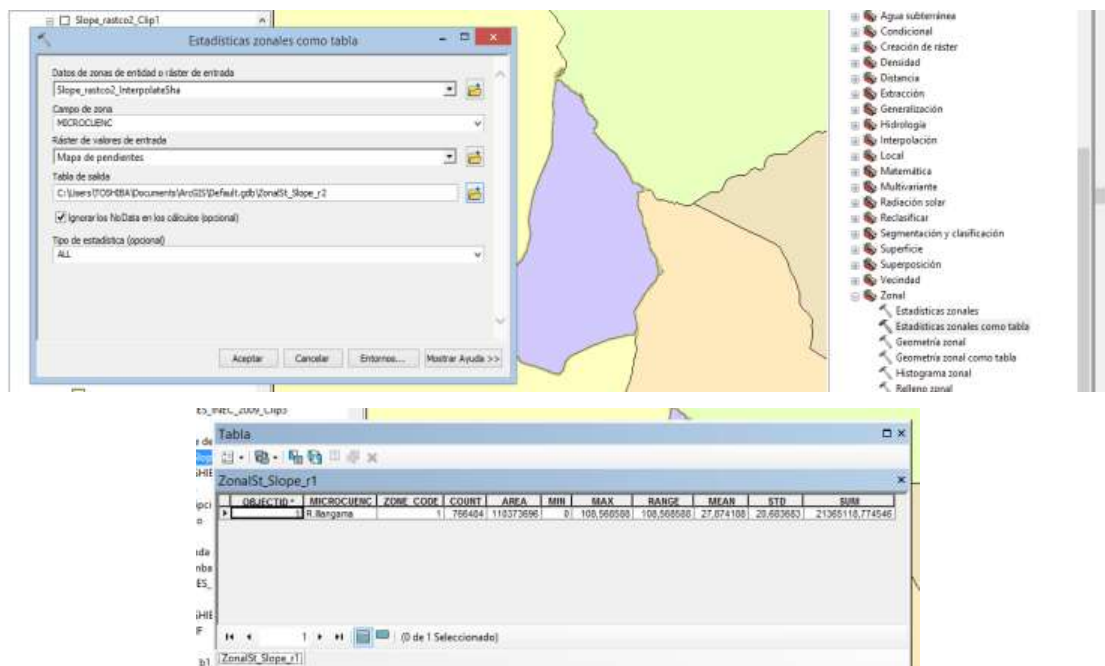 Slope_rastco2_Clip1
Estadísticas zonales como tabla
Datos de zonas de entidad o ráster de entrada
Slope_rastco2_InterpolateSha
Campo de zona
MICROCUENC
Ráster de valores de entrada
Mapa de pendientes
Tabla de salida
C:\Users\TOSHIBA\Documents\ArcGIS\Default.gdb\ZonalSt_Slope_r2
Ignorar los NoData en los cálculos (opcional)
Tipo de estadística (opcional)
ALL
Aceptar
Cancelar
Entornos...
Mostrar Ayuda >>
Agua subterránea
Condicional
Creación de ráster
Densidad
Distancia
Extracción
Generalización
Hidrología
Interpolación
Local
Matemática
Multivariante
Radiación solar
Reclasificar
Segmentación y clasificación
Superficie
Superposición
Vecindad
Zonal
Estadísticas zonales
Estadísticas zonales como tabla
Geometría zonal
Geometría zonal como tabla
Histograma zonal
Relleno zonal
ES_INEC_2009_Clip3
Tabla
ZonalSt_Slope_r1
OBJECTID * MICROCUENC ZONE_CODE COUNT AREA MIN MAX RANGE MEAN STD SUM
1 R.Illangama 1 766484 118373696 0 108,568588 108,568588 27,874188 20,683683 21365118,774546
1
(0 de 1 Seleccionado)
ZonalSt_Slope_r1